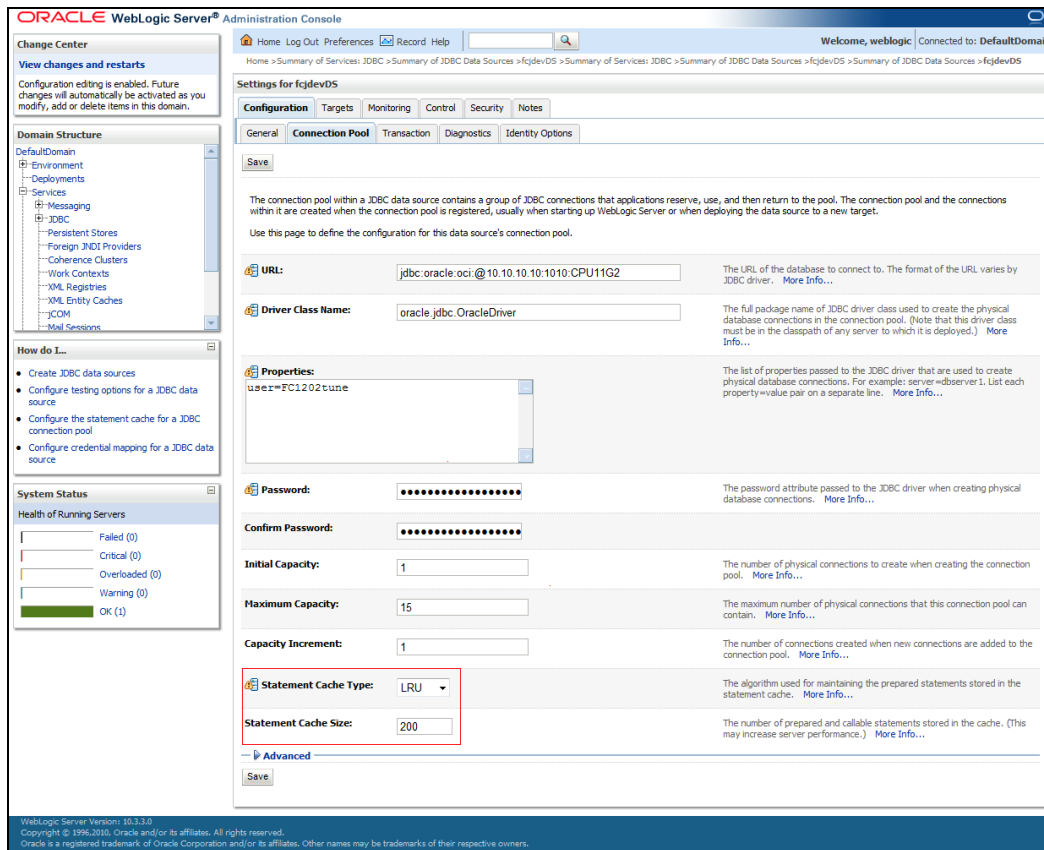 ORACLE WebLogic Server® Administration Console
Change Center
View changes and restarts
Configuration editing is enabled. Future
changes will automatically be activated as you
modify, add or delete items in this domain.
Domain Structure
DefaultDomain
Environment
Deployments
Services
Messaging
JDBC
Persistent Stores
Foreign JNDI Providers
Coherence Clusters
Work Contexts
XML Registries
XML Entity Caches
jCOM
Mail Sessions
How do I...
Create JDBC data sources
Configure testing options for a JDBC data
source
Configure the statement cache for a JDBC
connection pool
Configure credential mapping for a JDBC data
source
System Status
Health of Running Servers
Failed (0)
Critical (0)
Overloaded (0)
Warning (0)
OK (1)
Home Log Out Preferences Record Help
Welcome, weblogic Connected to: DefaultDomai
Home >Summary of Services: JDBC >Summary of JDBC Data Sources >fcjdevDS >Summary of Services: JDBC >Summary of JDBC Data Sources >fcjdevDS >Summary of JDBC Data Sources >fcjdevDS
Settings for fcjdevDS
Configuration Targets Monitoring Control Security Notes
General Connection Pool Transaction Diagnostics Identity Options
Save
The connection pool within a JDBC data source contains a group of JDBC connections that applications reserve, use, and then return to the pool. The connection pool and the connections
within it are created when the connection pool is registered, usually when starting up WebLogic Server or when deploying the data source to a new target.
Use this page to define the configuration for this data source's connection pool.
URL: jdbc:oracle:oci:@10.10.10.10:1010:CPU11G2
The URL of the database to connect to. The format of the URL varies by
JDBC driver. More Info...
Driver Class Name: oracle.jdbc.OracleDriver
The full package name of JDBC driver class used to create the physical
database connections in the connection pool. (Note that this driver class
must be in the classpath of any server to which it is deployed.) More
Info...
Properties:
user=FC1202tune
The list of properties passed to the JDBC driver that are used to create
physical database connections. For example: server=dbserver1. List each
property=value pair on a separate line. More Info...
Password: ••••••••••••••••••
The password attribute passed to the JDBC driver when creating physical
database connections. More Info...
Confirm Password: ••••••••••••••••••
Initial Capacity: 1
The number of physical connections to create when creating the connection
pool. More Info...
Maximum Capacity: 15
The maximum number of physical connections that this connection pool can
contain. More Info...
Capacity Increment: 1
The number of connections created when new connections are added to the
connection pool. More Info...
Statement Cache Type: LRU
The algorithm used for maintaining the prepared statements stored in the
statement cache. More Info...
Statement Cache Size: 200
The number of prepared and callable statements stored in the cache. (This
may increase server performance.) More Info...
Advanced
Save
WebLogic Server Version: 10.3.3.0
Copyright © 1996,2010, Oracle and/or its affiliates. All rights reserved.
Oracle is a registered trademark of Oracle Corporation and/or its affiliates. Other names may be trademarks of their respective owners.